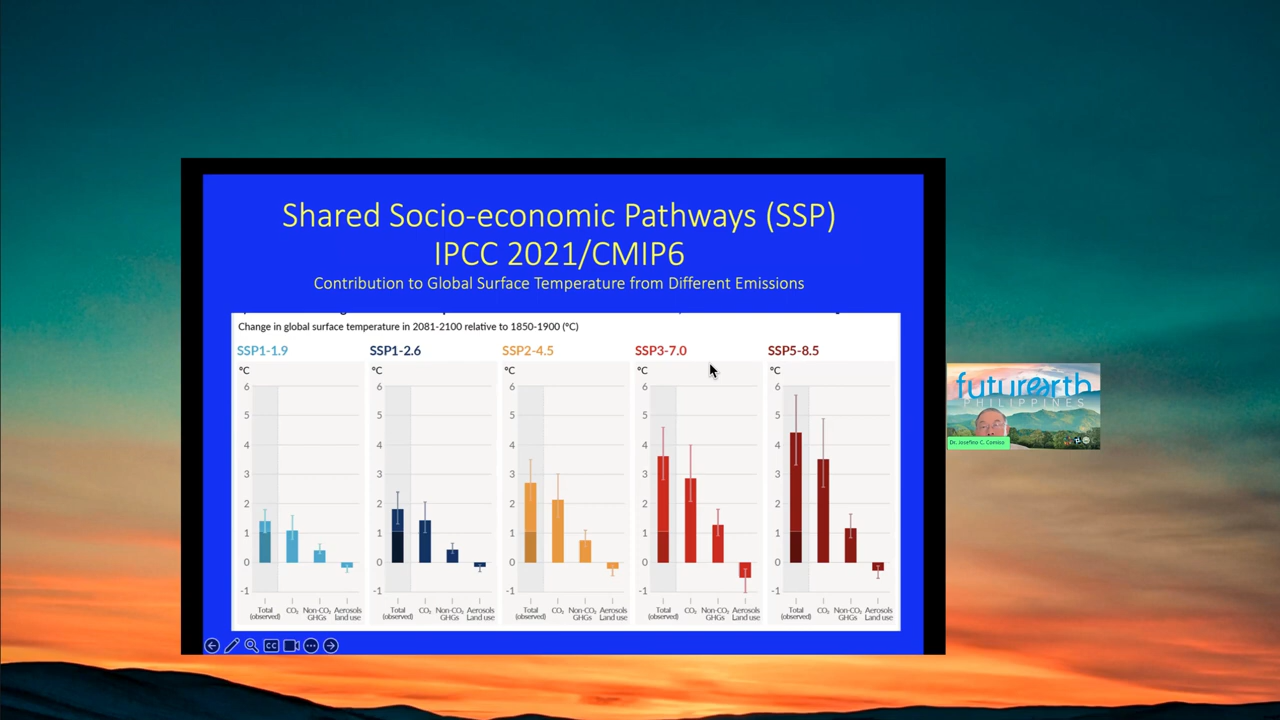 Shared Socio-economic Pathways (SSP)
IPCC 2021/CMIP6
Contribution to Global Surface Temperature from Different Emissions
Change in global surface temperature in 2081-2100 relative to 1850-1900 (°C)
SSP1-1.9 SSP1-2.6 SSP2-4.5 SSP3-7.0 SSP5-8.5
°C °C °C °C °C
6 6 6 6 6
5 5 5 5 5
4 4 4 4 4
3 3 3 3 3
2 2 2 2 2
1 1 1 1 1
0 0 0 0 0
-1 -1 -1 -1 -1
Total CO₂ Non-CO₂ Aerosols Total CO₂ Non-CO₂ Aerosols Total CO₂ Non-CO₂ Aerosols Total CO₂ Non-CO₂ Aerosols Total CO₂ Non-CO₂ Aerosols
(observed) GHGs Land use (observed) GHGs Land use (observed) GHGs Land use (observed) GHGs Land use (observed) GHGs Land use
CC
futurerth
PHILIPPINES
Dr. Josefino C. Comiso